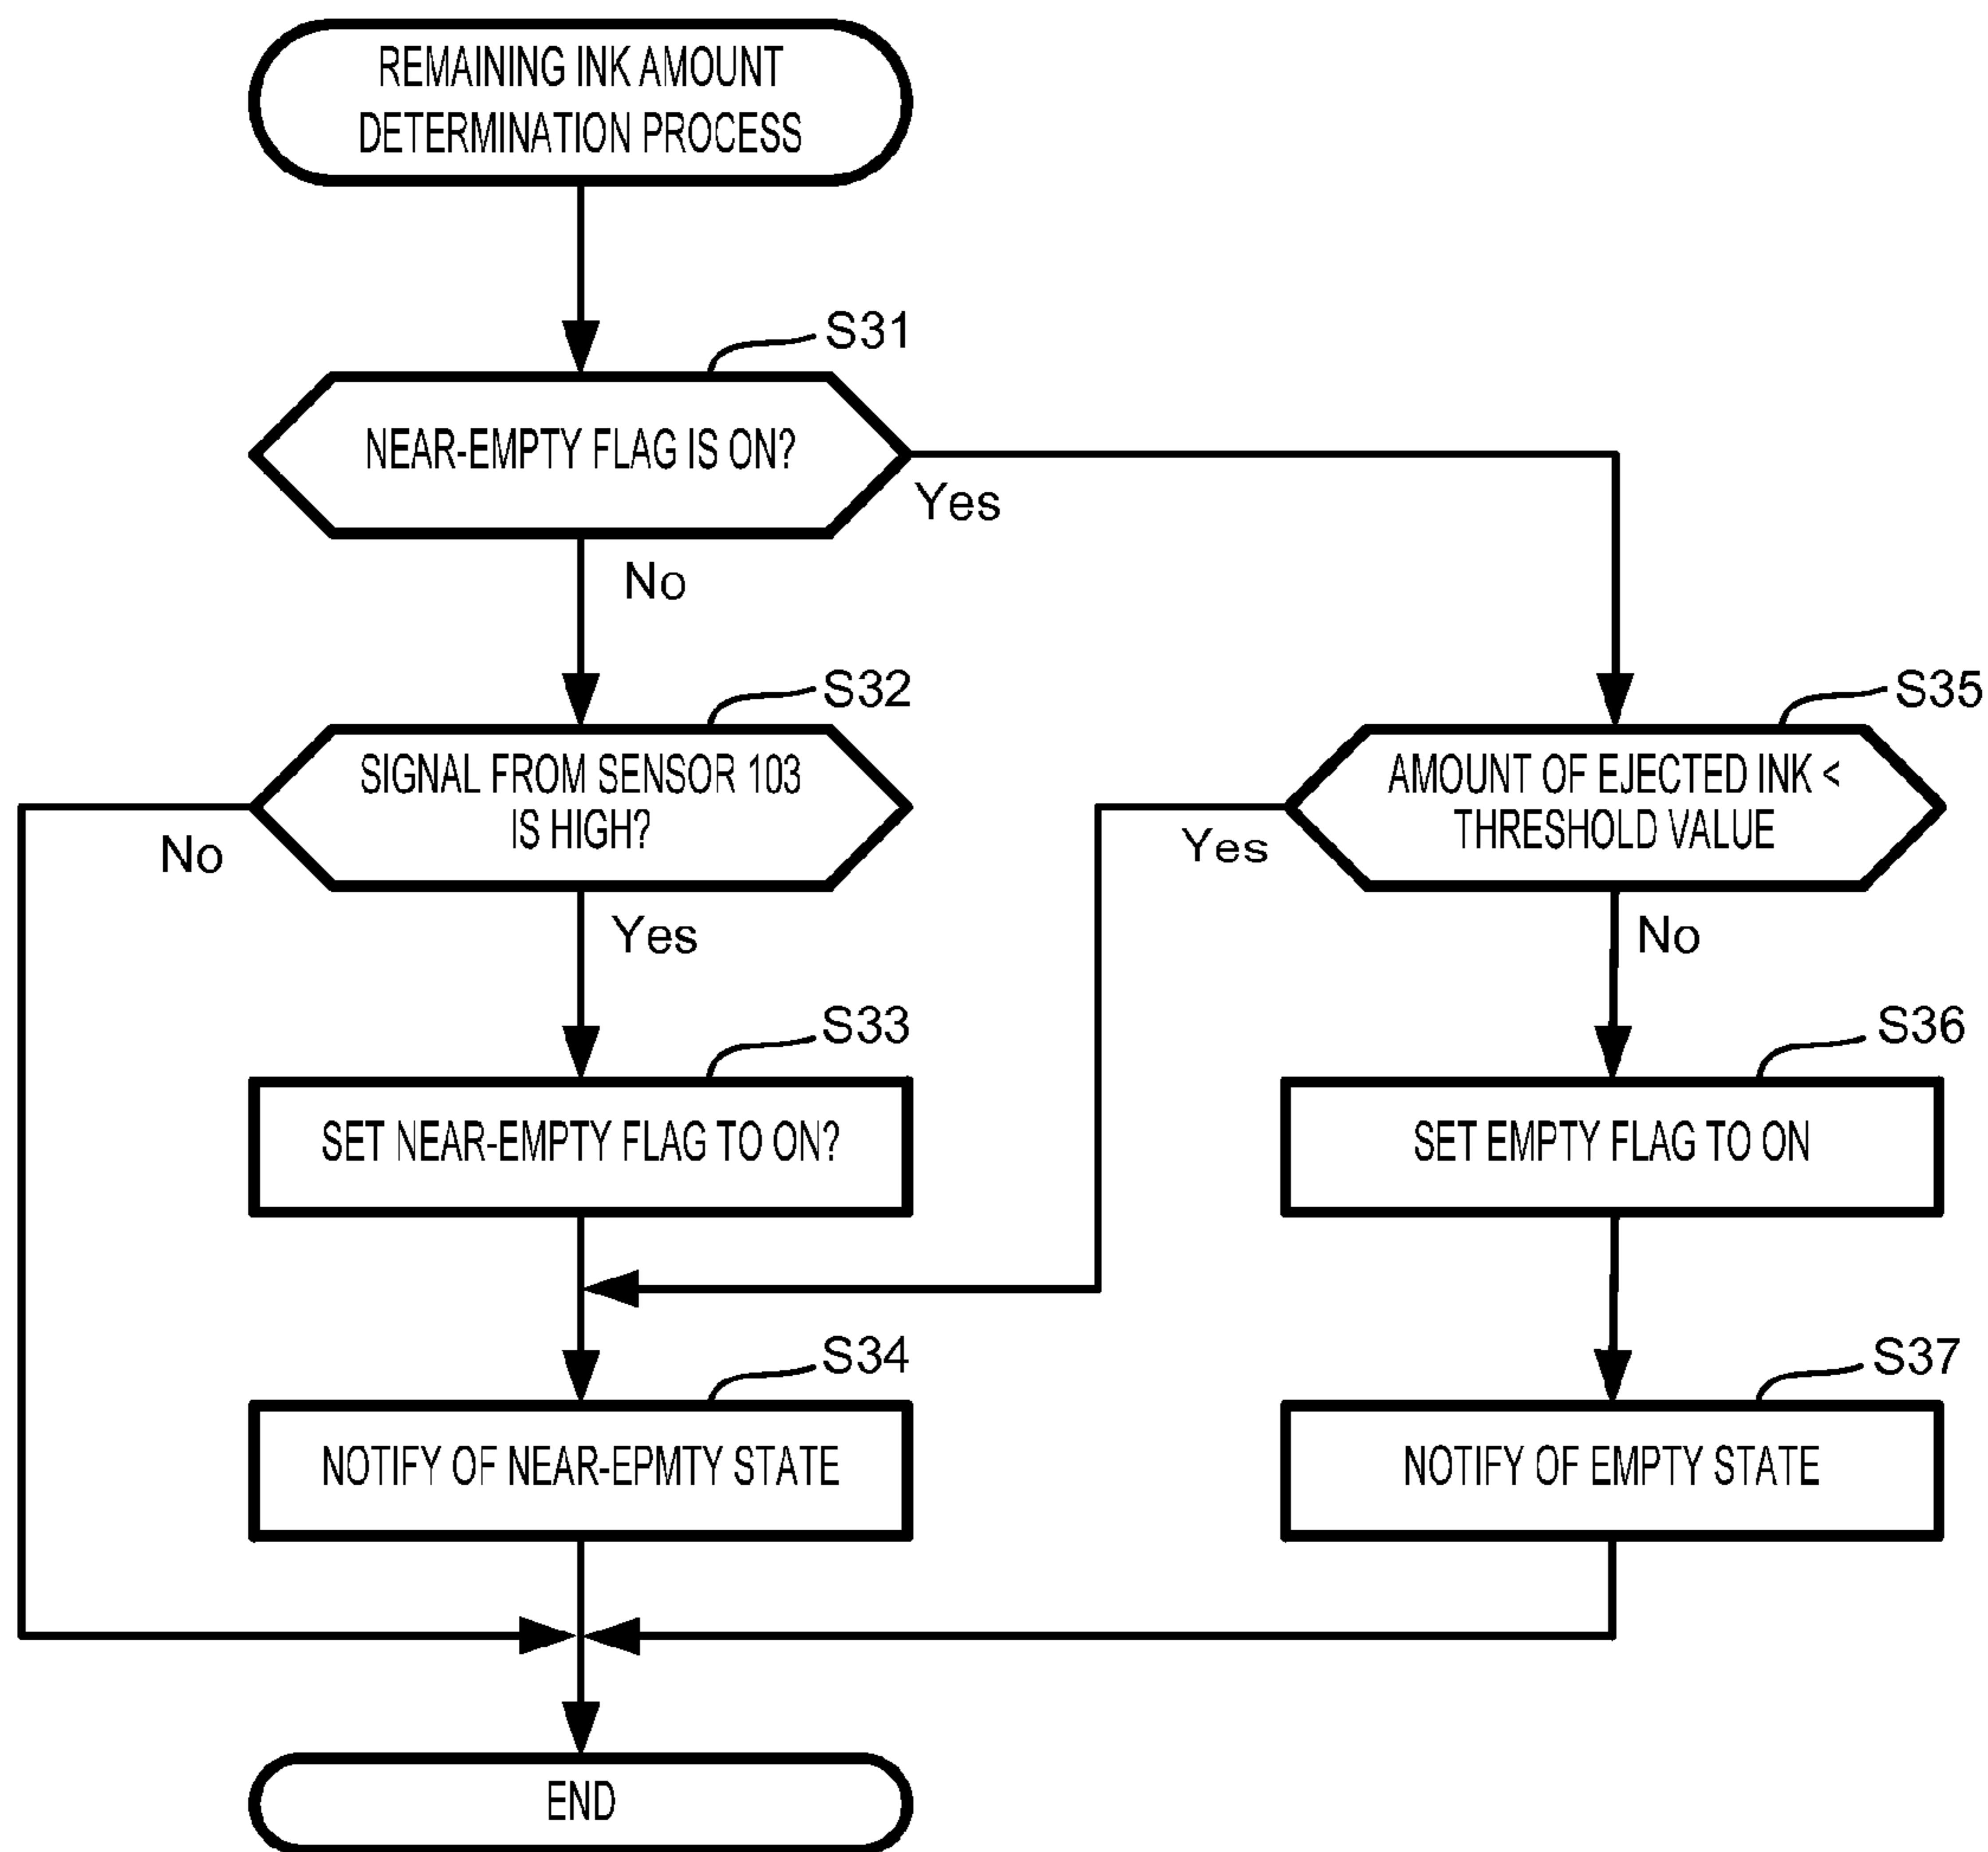 REMAINING INK AMOUNT
DETERMINATION PROCESS
S31
NEAR-EMPTY FLAG IS ON?
Yes
No
S32
SIGNAL FROM SENSOR 103
IS HIGH?
No
Yes
S35
AMOUNT OF EJECTED INK <
THRESHOLD VALUE
Yes
No
S33
SET NEAR-EMPTY FLAG TO ON?
S36
SET EMPTY FLAG TO ON
S34
NOTIFY OF NEAR-EPMTY STATE
S37
NOTIFY OF EMPTY STATE
END